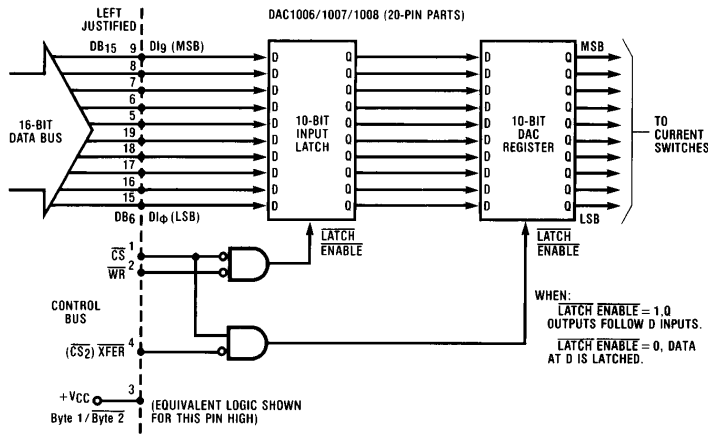 LEFT
JUSTIFIED
DAC1006/1007/1008 (20-PIN PARTS)
DB15 9 DI9 (MSB)
8
7
6
5
19
18
17
16
15
DB6 DIΦ (LSB)
16-BIT
DATA BUS
D Q
D Q
D Q
D Q
D Q
D Q
D Q
D Q
D Q
D Q
10-BIT
INPUT
LATCH
D Q
D Q
D Q
D Q
D Q
D Q
D Q
D Q
D Q
D Q
10-BIT
DAC
REGISTER
MSB
LSB
TO
CURRENT
SWITCHES
LATCH
ENABLE
LATCH
ENABLE
CS 1
WR 2
CONTROL
BUS
(CS2) XFER 4
+VCC 3
Byte 1/Byte 2
(EQUIVALENT LOGIC SHOWN
FOR THIS PIN HIGH)
WHEN:
LATCH ENABLE = 1, Q
OUTPUTS FOLLOW D INPUTS.
LATCH ENABLE = 0, DATA
AT D IS LATCHED.